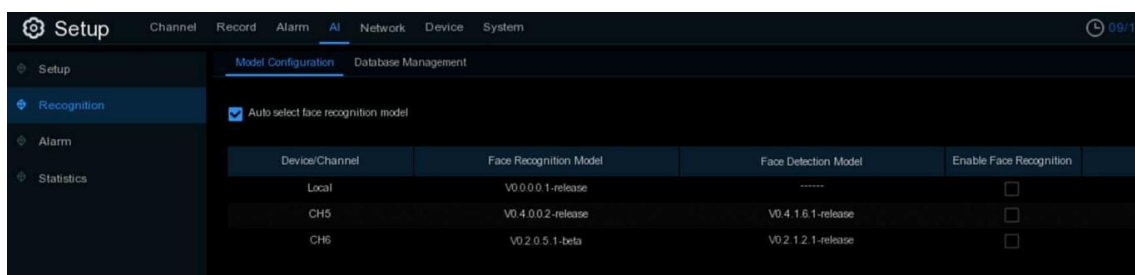 Setup Channel Record Alarm AI Network Device System 09/1
Setup Model Configuration Database Management
Recognition Auto select face recognition model
Alarm
Statistics
Device/Channel Face Recognition Model Face Detection Model Enable Face Recognition
Local V0.0.0.0.1-release ------
CH5 V0.4.0.0.2-release V0.4.1.6.1-release
CH6 V0.2.0.5.1-beta V0.2.1.2.1-release